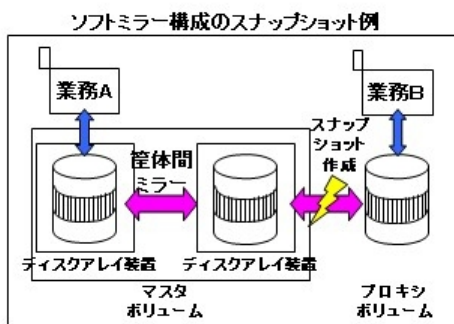 ソフトミラー構成のスナップショット例
業務A
業務B
スナップ
ショット
作成
筐体間
ミラー
ディスクアレイ装置
ディスクアレイ装置
マスタ
ボリューム
プロキシ
ボリューム